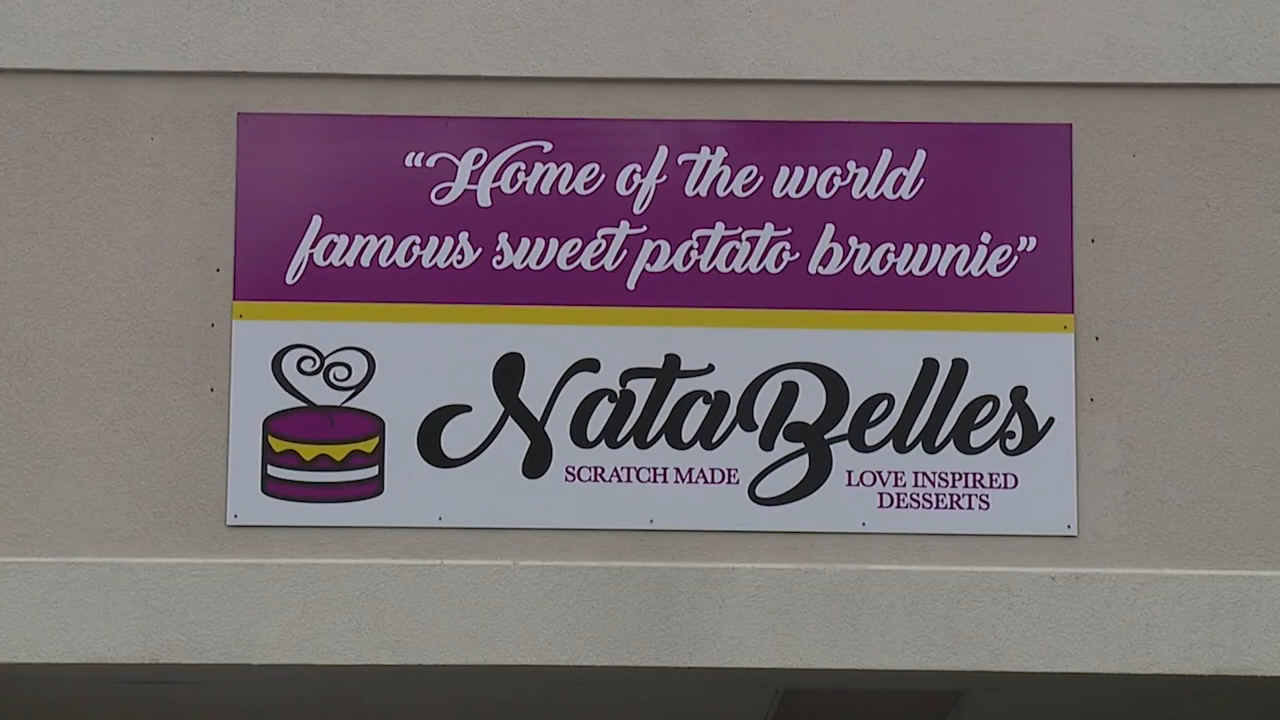 “Home of the world
famous sweet potato brownie”
NataBelles
SCRATCH MADE
LOVE INSPIRED
DESSERTS